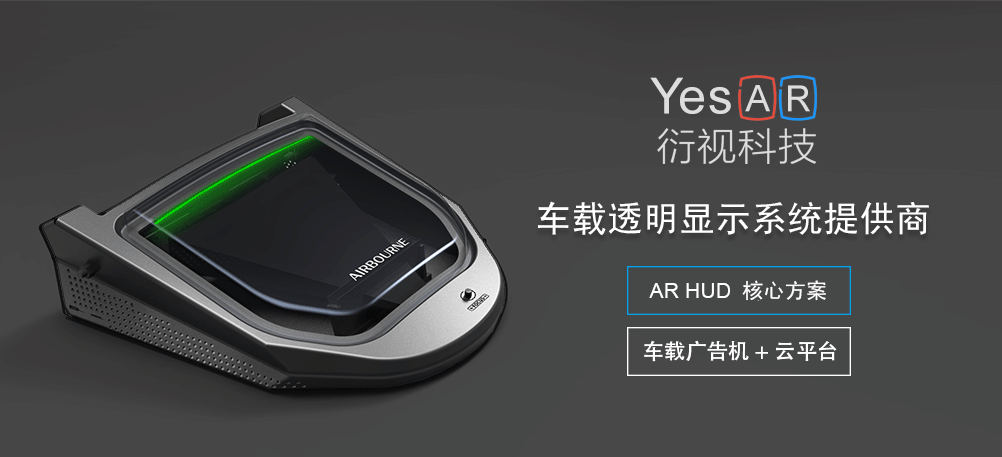 YesAR
衍视科技
车载透明显示系统提供商
AR HUD 核心方案
车载广告机 + 云平台
AIRBOURNE